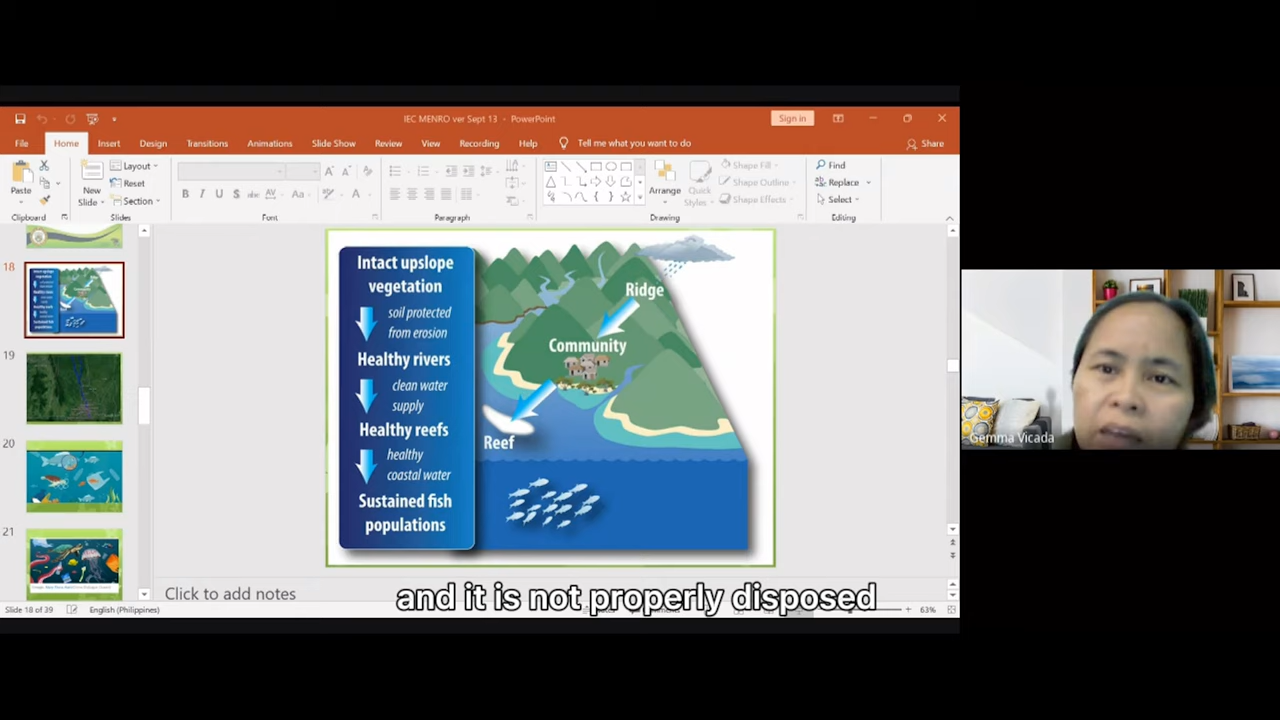 IEC MENRO ver Sept 13 - PowerPoint
Sign in
File
Home
Insert
Design
Transitions
Animations
Slide Show
Review
View
Recording
Help
Tell me what you want to do
Share
Paste
New
Slide
Layout
Reset
Section
B I U S abc AV Aa A
Arrange
Quick
Styles
Shape Fill
Shape Outline
Shape Effects
Find
Replace
Select
Clipboard
Slides
Font
Paragraph
Drawing
Editing
18
19
20
21
Intact upslope
vegetation
soil protected
from erosion
Healthy rivers
clean water
supply
Healthy reefs
healthy
coastal water
Sustained fish
populations
Ridge
Community
Reef
Gemma Vicada
Click to add notes
and it is not properly disposed
Slide 18 of 39
English (Philippines)
63%